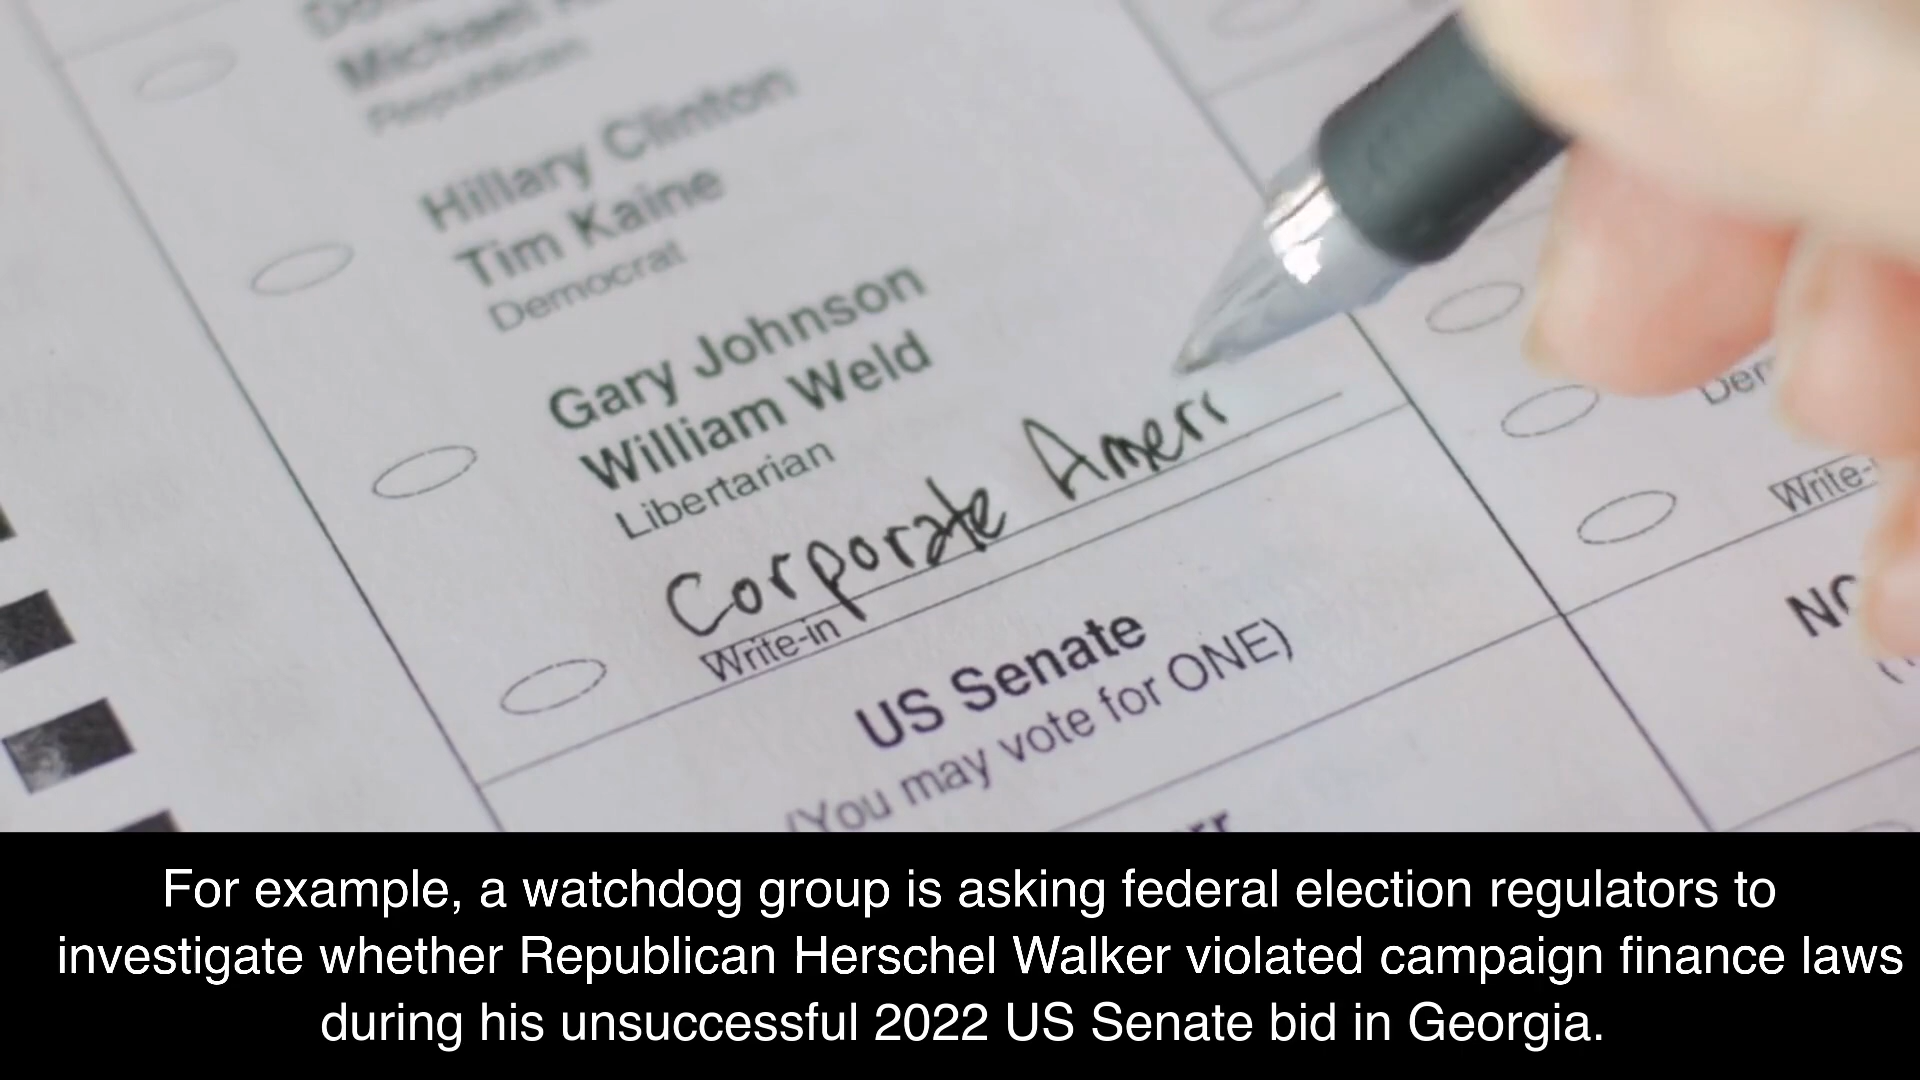 Michael
Republican
Hillary Clinton
Tim Kaine
Democrat
Gary Johnson
William Weld
Libertarian
Corporate Ameri
Write-in
US Senate
(You may vote for ONE)
Write-
For example, a watchdog group is asking federal election regulators to
investigate whether Republican Herschel Walker violated campaign finance laws
during his unsuccessful 2022 US Senate bid in Georgia.